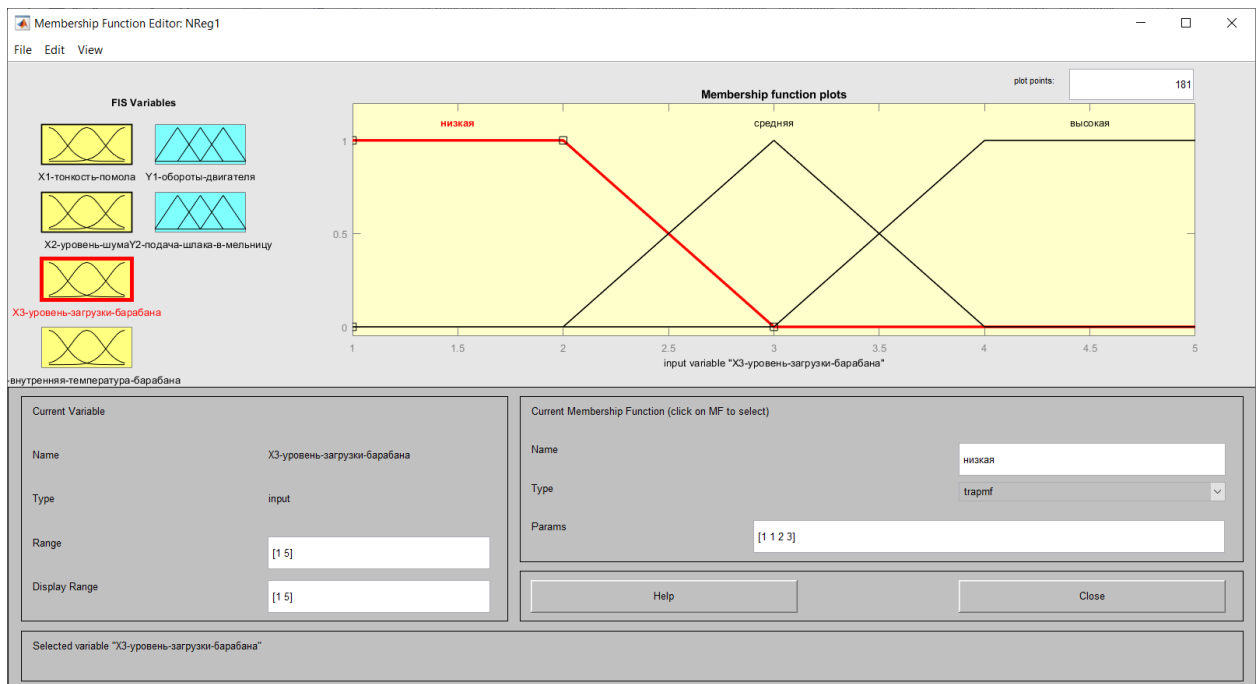 Membership Function Editor: NReg1
File Edit View
FIS Variables
X1-тонкость-помола Y1-обороты-двигателя
X2-уровень-шума Y2-подача-шлака-в-мельницу
X3-уровень-загрузки-барабана
-внутренняя-температура-барабана
plot points: 181
Membership function plots
низкая средняя высокая
1
0.5
0
1 1.5 2 2.5 3 3.5 4 4.5 5
input variable "X3-уровень-загрузки-барабана"
Current Variable
Name X3-уровень-загрузки-барабана
Type input
Range [1 5]
Display Range [1 5]
Current Membership Function (click on MF to select)
Name низкая
Type trapmf
Params [1 1 2 3]
Help Close
Selected variable "X3-уровень-загрузки-барабана"